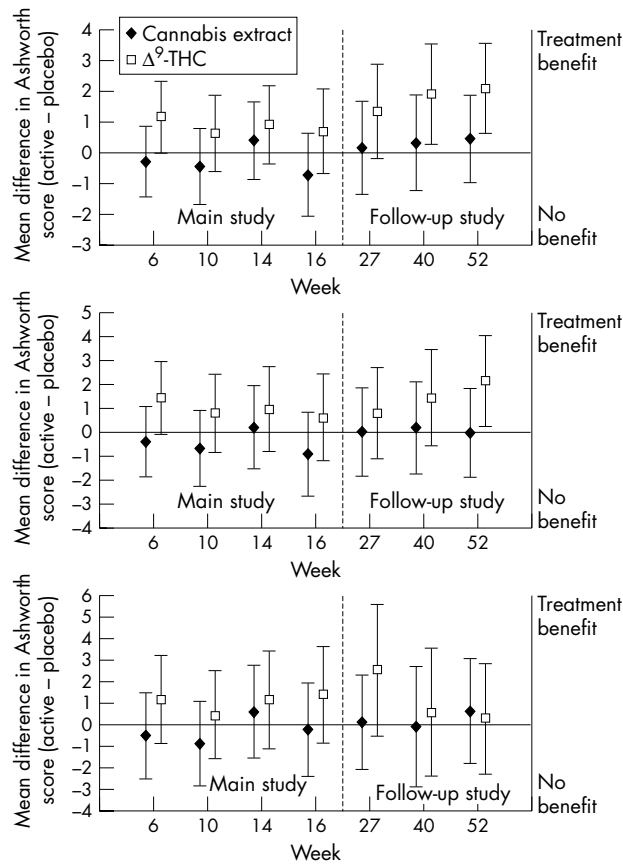 Mean difference in Ashworth
score (active – placebo)
4
3
2
1
0
–1
–2
–3
Cannabis extract
Δ9-THC
Treatment
benefit
Main study
Follow-up study
No
benefit
6 10 14 16 27 40 52
Week
Mean difference in Ashworth
score (active – placebo)
5
4
3
2
1
0
–1
–2
–3
–4
Treatment
benefit
Main study
Follow-up study
No
benefit
6 10 14 16 27 40 52
Week
Mean difference in Ashworth
score (active – placebo)
6
5
4
3
2
1
0
–1
–2
–3
–4
Treatment
benefit
Main study
Follow-up study
No
benefit
6 10 14 16 27 40 52
Week